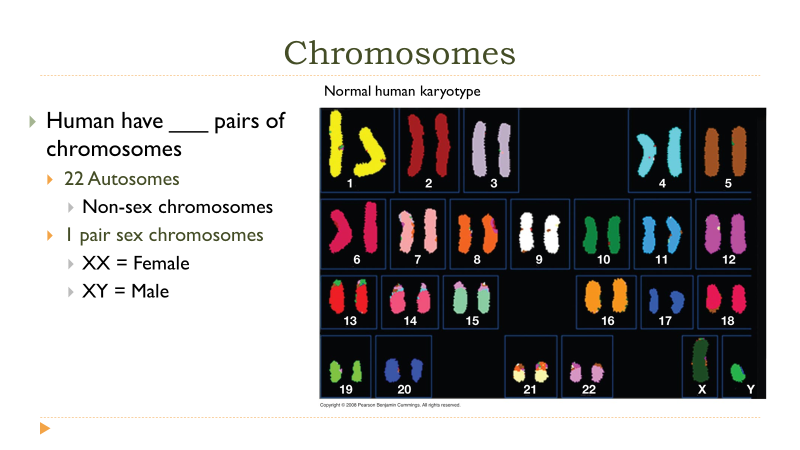 Chromosomes
Normal human karyotype
Human have ___ pairs of
chromosomes
22 Autosomes
Non-sex chromosomes
1 pair sex chromosomes
XX = Female
XY = Male
1 2 3 4 5
6 7 8 9 10 11 12
13 14 15 16 17 18
19 20 21 22 X Y
Copyright © 2008 Pearson Benjamin Cummings. All rights reserved.